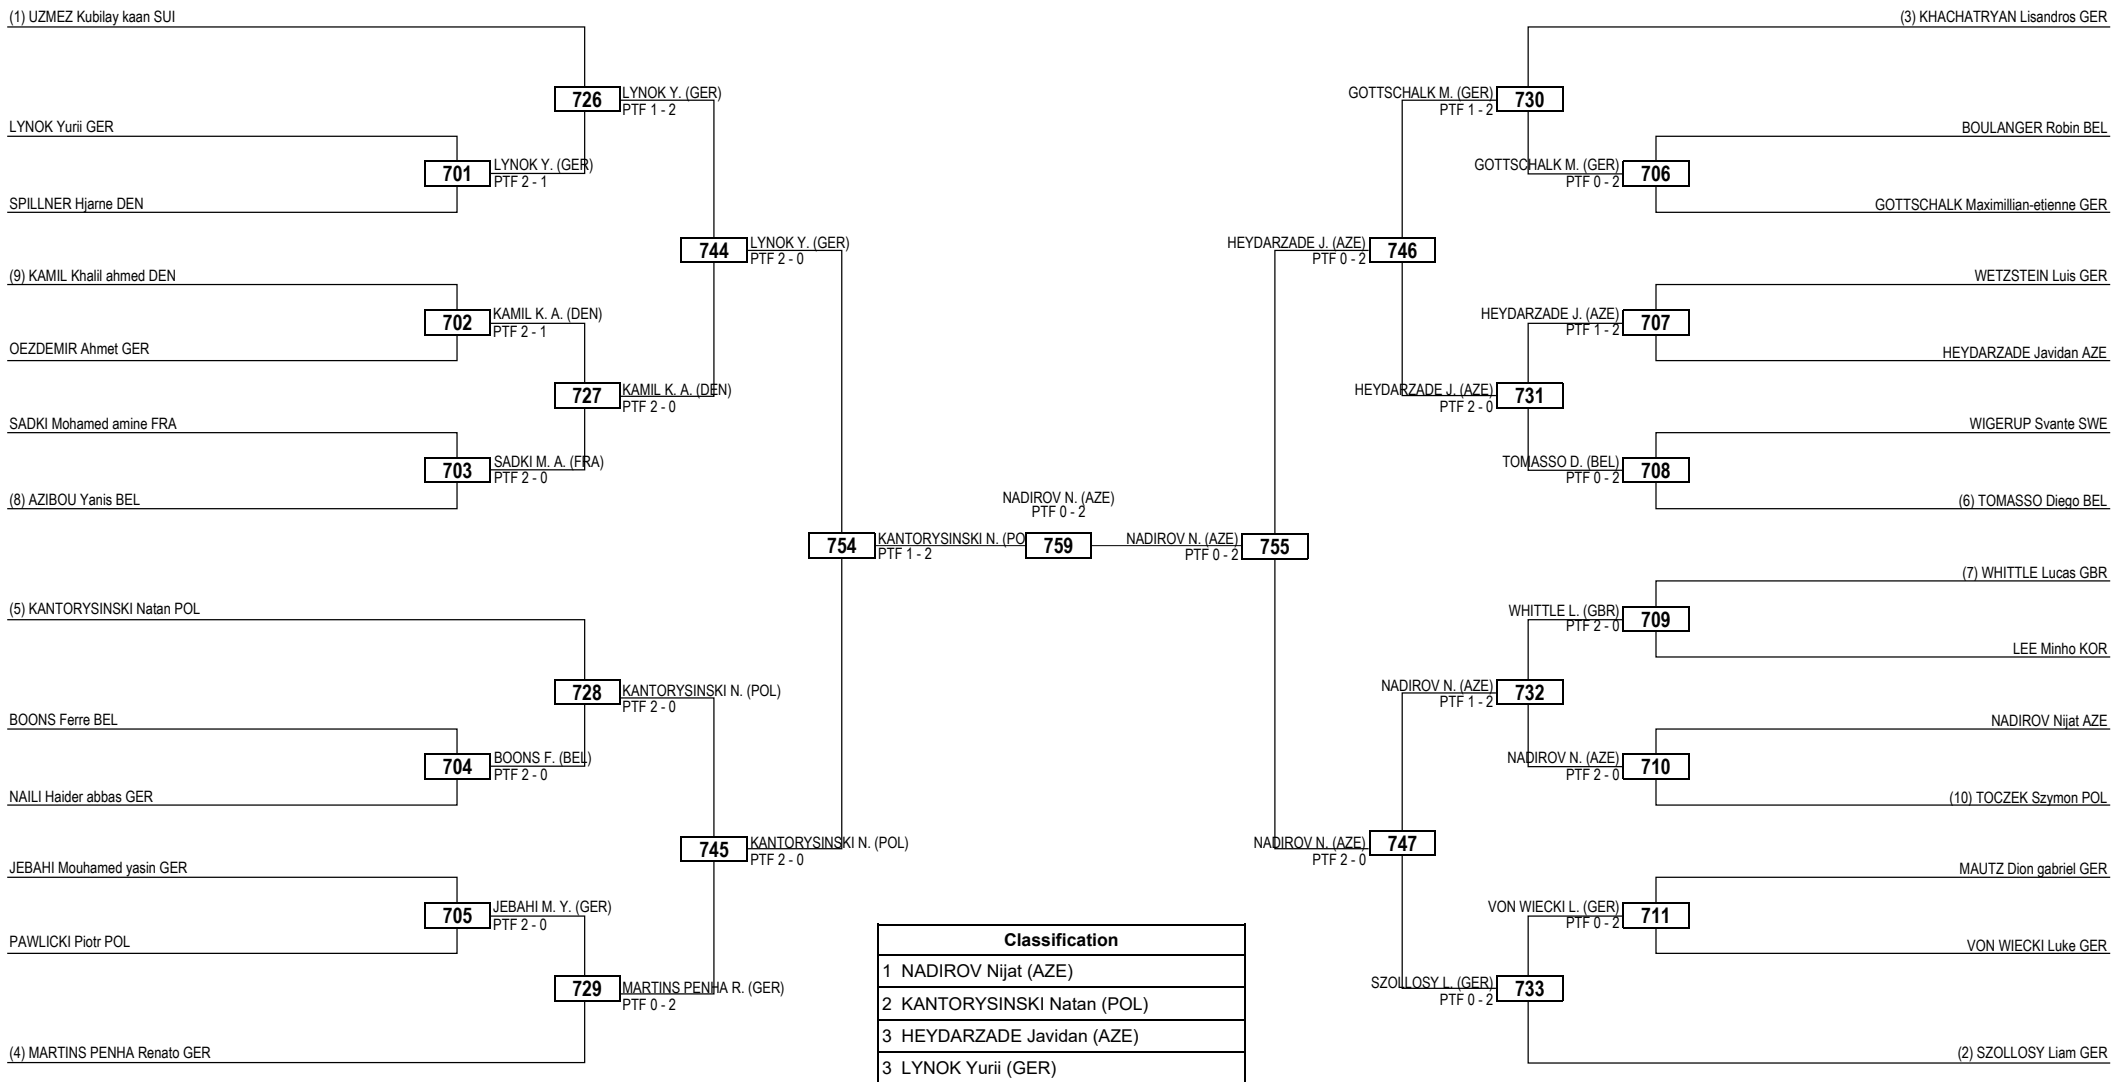 (1) UZMEZ Kubilay kaan SUI
(3) KHACHATRYAN Lisandros GER
726
LYNOK Y. (GER)
PTF 1 - 2
GOTTSCHALK M. (GER)
PTF 1 - 2
730
LYNOK Yurii GER
BOULANGER Robin BEL
701
LYNOK Y. (GER)
PTF 2 - 1
GOTTSCHALK M. (GER)
PTF 0 - 2
706
SPILLNER Hjarne DEN
GOTTSCHALK Maximillian-etienne GER
744
LYNOK Y. (GER)
PTF 2 - 0
HEYDARZADE J. (AZE)
PTF 0 - 2
746
(9) KAMIL Khalil ahmed DEN
WETZSTEIN Luis GER
702
KAMIL K. A. (DEN)
PTF 2 - 1
HEYDARZADE J. (AZE)
PTF 1 - 2
707
OEZDEMIR Ahmet GER
HEYDARZADE Javidan AZE
727
KAMIL K. A. (DEN)
PTF 2 - 0
HEYDARZADE J. (AZE)
PTF 2 - 0
731
SADKI Mohamed amine FRA
WIGERUP Svante SWE
703
SADKI M. A. (FRA)
PTF 2 - 0
TOMASSO D. (BEL)
PTF 0 - 2
708
(8) AZIBOU Yanis BEL
NADIROV N. (AZE)
PTF 0 - 2
(6) TOMASSO Diego BEL
754
KANTORYSINSKI N. (PO
PTF 1 - 2
759
NADIROV N. (AZE)
PTF 0 - 2
755
(7) WHITTLE Lucas GBR
(5) KANTORYSINSKI Natan POL
WHITTLE L. (GBR)
PTF 2 - 0
709
LEE Minho KOR
728
KANTORYSINSKI N. (POL)
PTF 2 - 0
NADIROV N. (AZE)
PTF 1 - 2
732
BOONS Ferre BEL
NADIROV Nijat AZE
704
BOONS F. (BEL)
PTF 2 - 0
NADIROV N. (AZE)
PTF 2 - 0
710
NAILI Haider abbas GER
(10) TOCZEK Szymon POL
745
KANTORYSINSKI N. (POL)
PTF 2 - 0
NADIROV N. (AZE)
PTF 2 - 0
747
JEBAHI Mouhamed yasin GER
MAUTZ Dion gabriel GER
705
JEBAHI M. Y. (GER)
PTF 2 - 0
VON WIECKI L. (GER)
PTF 0 - 2
711
PAWLICKI Piotr POL
VON WIECKI Luke GER
729
MARTINS PENHA R. (GER)
PTF 0 - 2
SZOLLOSY L. (GER)
PTF 0 - 2
733
(4) MARTINS PENHA Renato GER
(2) SZOLLOSY Liam GER
Classification
1 NADIROV Nijat (AZE)
2 KANTORYSINSKI Natan (POL)
3 HEYDARZADE Javidan (AZE)
3 LYNOK Yurii (GER)